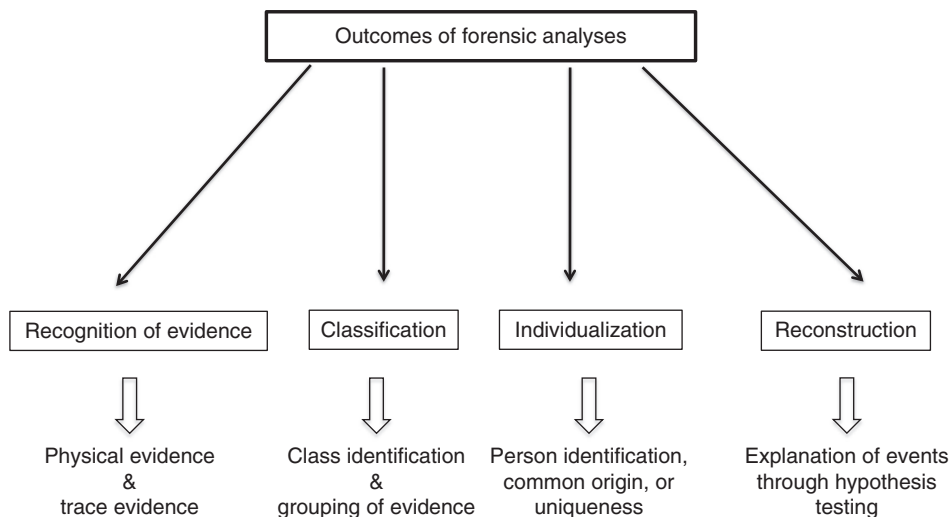 Outcomes of forensic analyses
Recognition of evidence
Classification
Individualization
Reconstruction
Physical evidence
&
trace evidence
Class identification
&
grouping of evidence
Person identification,
common origin, or
uniqueness
Explanation of events
through hypothesis
testing